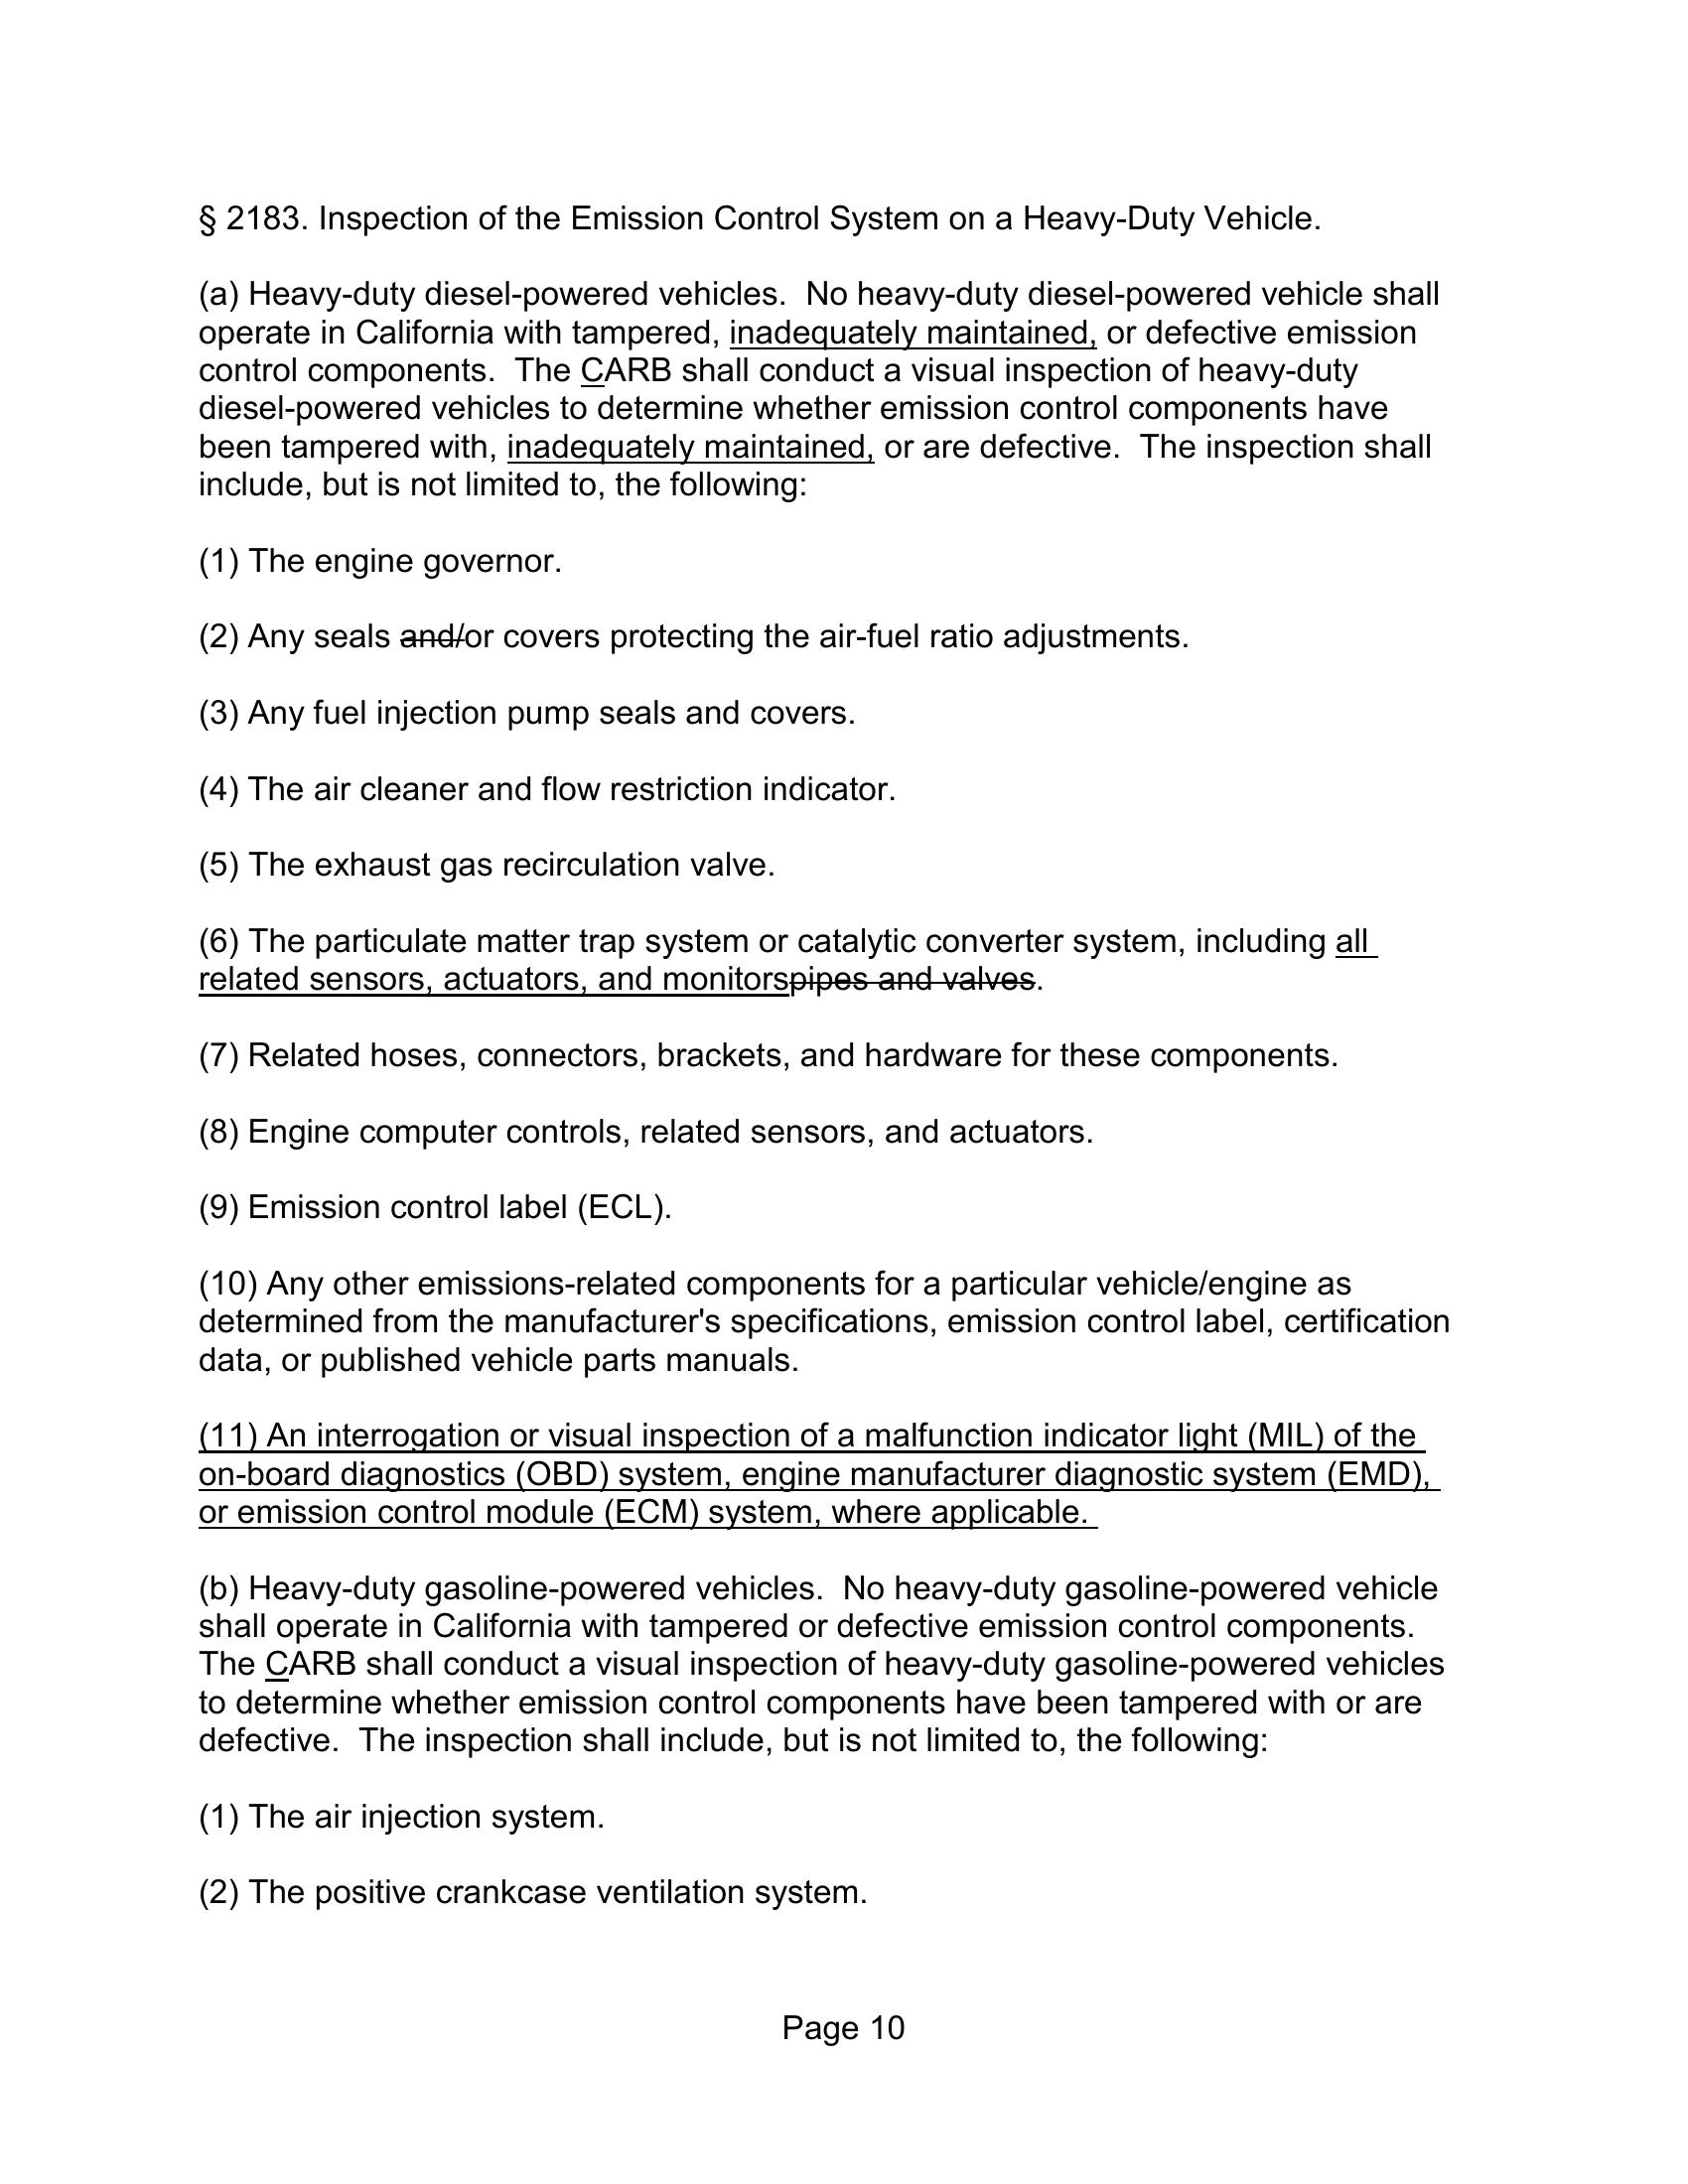 § 2183. Inspection of the Emission Control System on a Heavy-Duty Vehicle.
(a) Heavy-duty diesel-powered vehicles.  No heavy-duty diesel-powered vehicle shall
operate in California with tampered, inadequately maintained, or defective emission
control components.  The CARB shall conduct a visual inspection of heavy-duty
diesel-powered vehicles to determine whether emission control components have
been tampered with, inadequately maintained, or are defective.  The inspection shall
include, but is not limited to, the following:
(1) The engine governor.
(2) Any seals and/or covers protecting the air-fuel ratio adjustments.
(3) Any fuel injection pump seals and covers.
(4) The air cleaner and flow restriction indicator.
(5) The exhaust gas recirculation valve.
(6) The particulate matter trap system or catalytic converter system, including all
related sensors, actuators, and monitorspipes and valves.
(7) Related hoses, connectors, brackets, and hardware for these components.
(8) Engine computer controls, related sensors, and actuators.
(9) Emission control label (ECL).
(10) Any other emissions-related components for a particular vehicle/engine as
determined from the manufacturer's specifications, emission control label, certification
data, or published vehicle parts manuals.
(11) An interrogation or visual inspection of a malfunction indicator light (MIL) of the
on-board diagnostics (OBD) system, engine manufacturer diagnostic system (EMD),
or emission control module (ECM) system, where applicable.
(b) Heavy-duty gasoline-powered vehicles.  No heavy-duty gasoline-powered vehicle
shall operate in California with tampered or defective emission control components.
The CARB shall conduct a visual inspection of heavy-duty gasoline-powered vehicles
to determine whether emission control components have been tampered with or are
defective.  The inspection shall include, but is not limited to, the following:
(1) The air injection system.
(2) The positive crankcase ventilation system.
Page 10